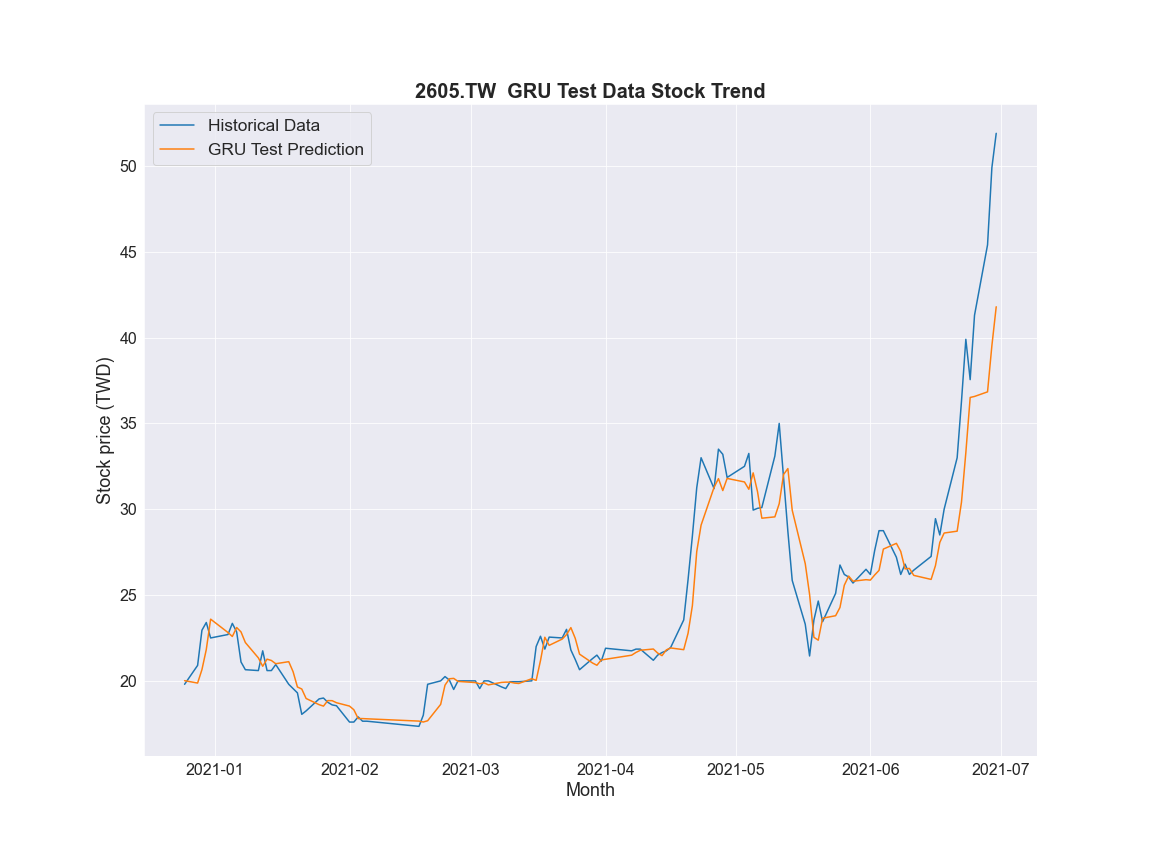 2605.TW  GRU Test Data Stock Trend
Historical Data
GRU Test Prediction
50
45
40
35
30
25
20
Stock price (TWD)
2021-01 2021-02 2021-03 2021-04 2021-05 2021-06 2021-07
Month